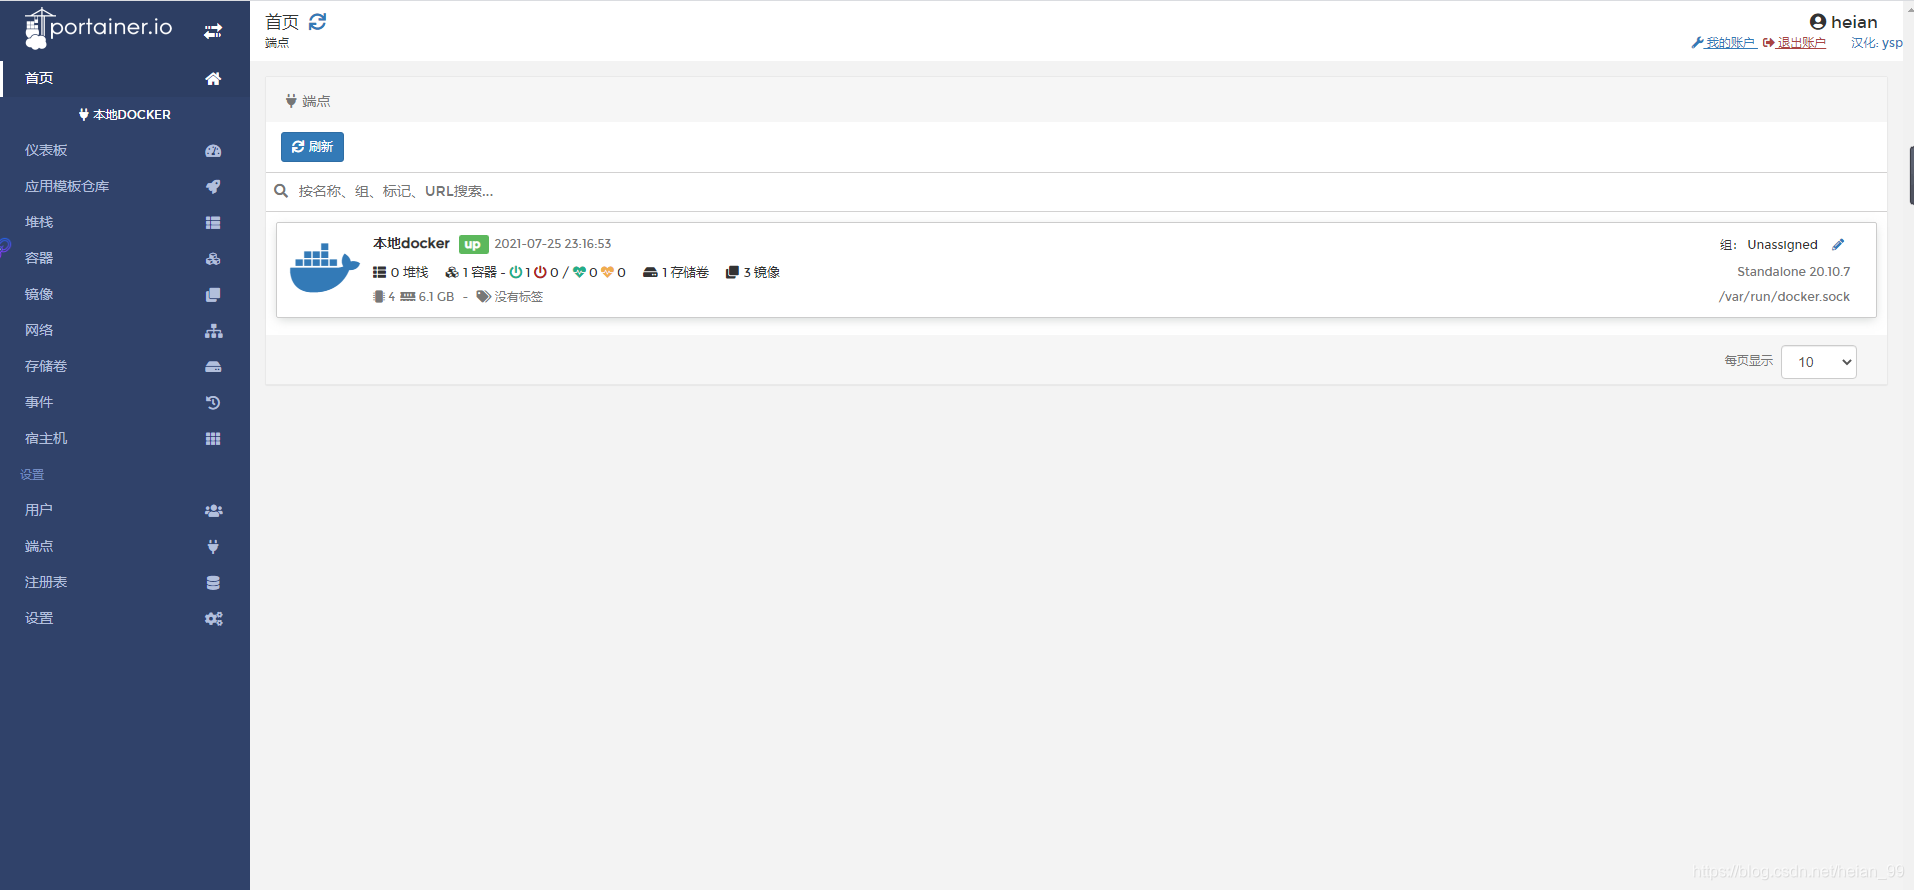 portainer.io
首页
本地DOCKER
仪表板
应用模板仓库
堆栈
容器
镜像
网络
存储卷
事件
宿主机
设置
用户
端点
注册表
设置
首页
端点
heian
我的账户 退出账户 汉化: ysp
端点
刷新
按名称、组、标记、URL搜索...
本地docker up 2021-07-25 23:16:53
组: Unassigned
0 堆栈 1 容器 - 1 0 / 0 0 1 存储卷 3 镜像
Standalone 20.10.7
4 6.1 GB - 没有标签
/var/run/docker.sock
每页显示 10
https://blog.csdn.net/heian_99